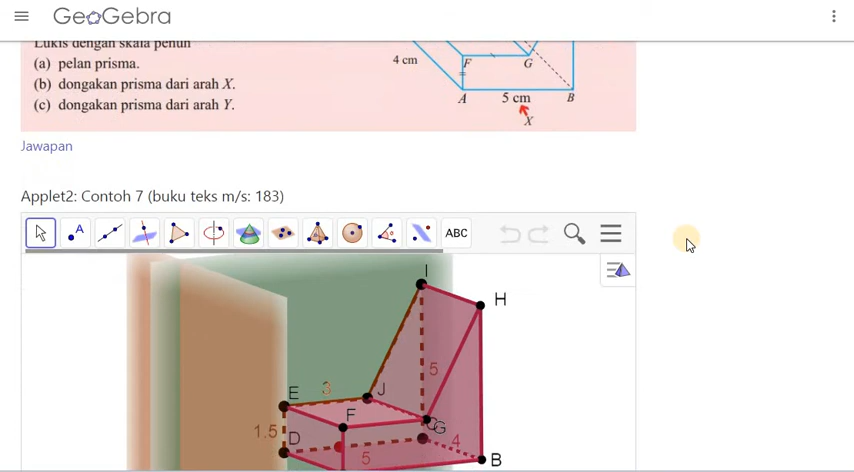 GeoGebra
Lukis dengan skala penuh
(a) pelan prisma.
(b) dongakan prisma dari arah X.
(c) dongakan prisma dari arah Y.
4 cm
F
G
A
5 cm
B
X
Jawapan
Applet2: Contoh 7 (buku teks m/s: 183)
A
ABC
I
H
5
E
3
J
F
G
1.5
D
4
5
B